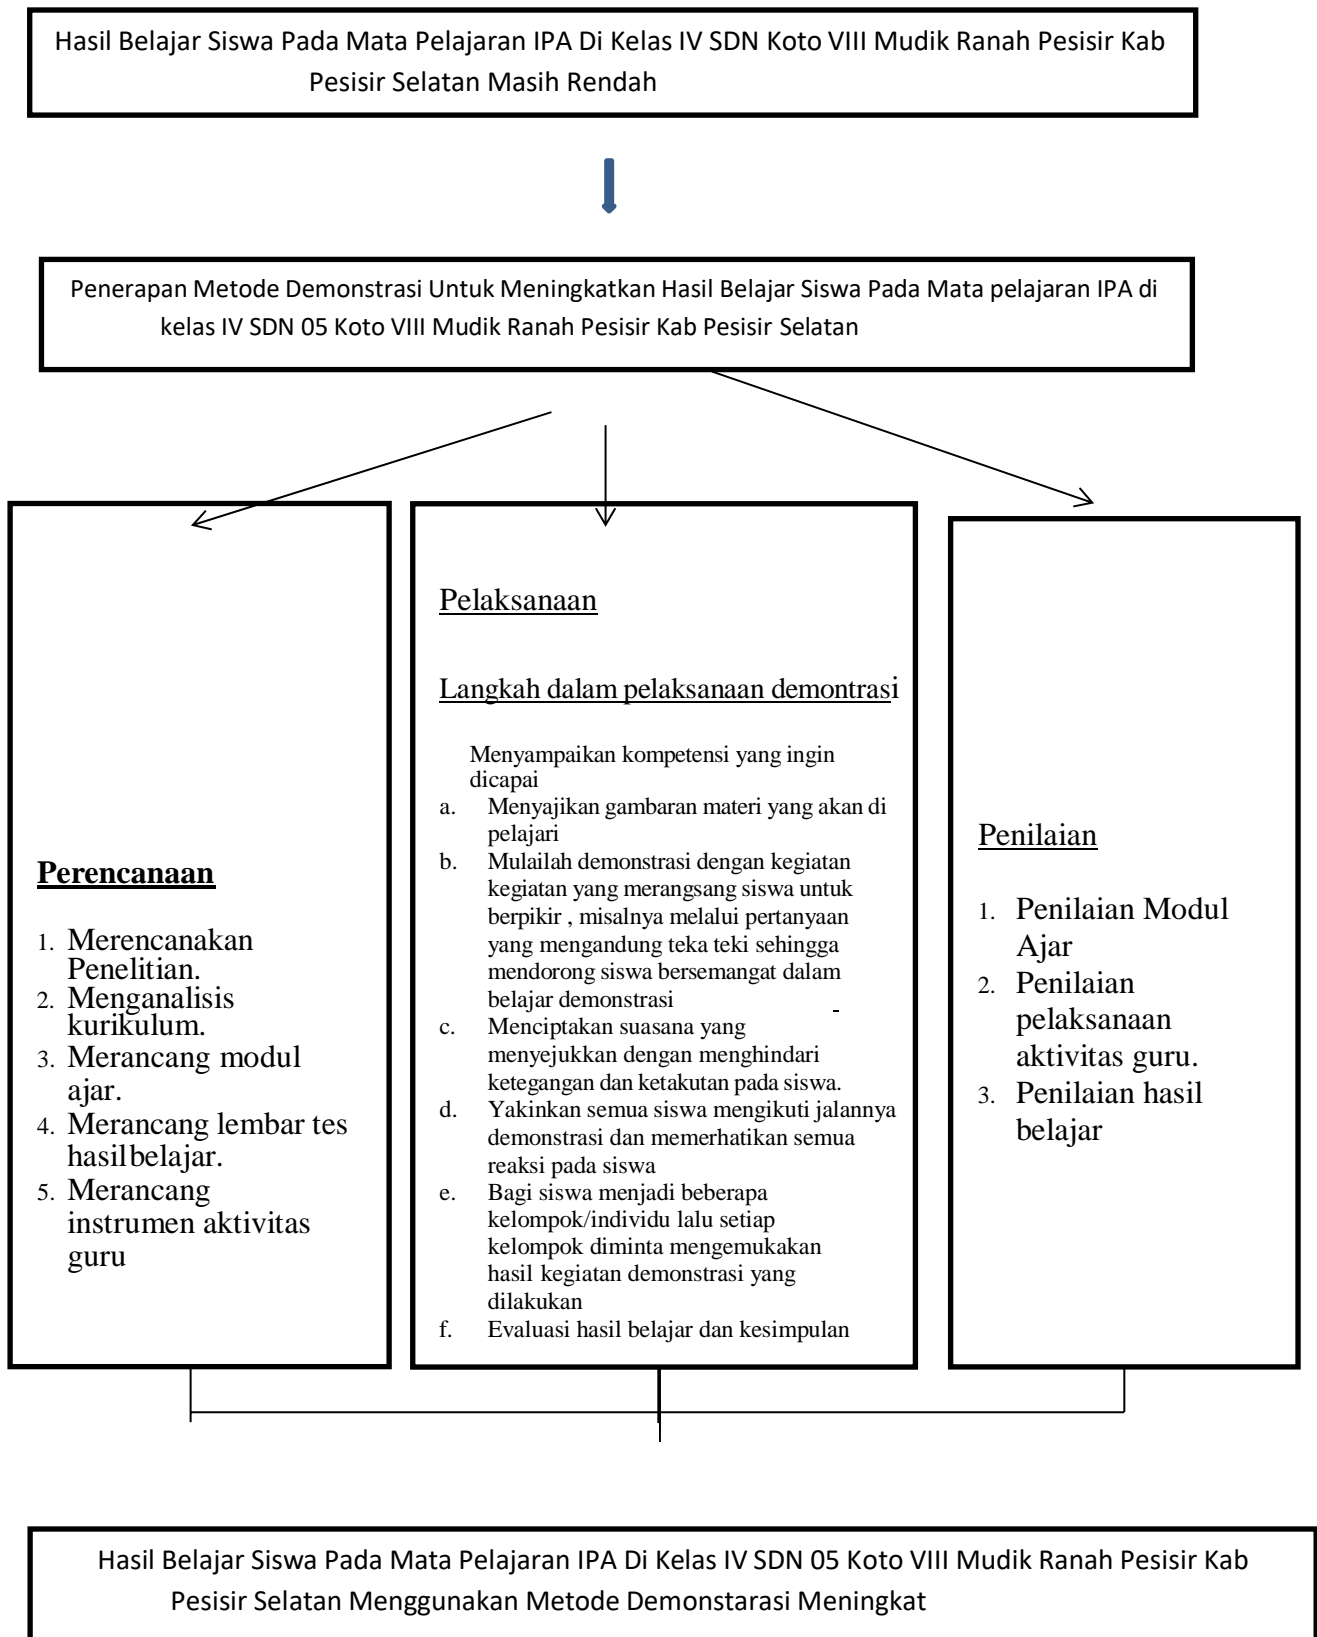 Hasil Belajar Siswa Pada Mata Pelajaran IPA Di Kelas IV SDN Koto VIII Mudik Ranah Pesisir Kab
Pesisir Selatan Masih Rendah
Penerapan Metode Demonstrasi Untuk Meningkatkan Hasil Belajar Siswa Pada Mata pelajaran IPA di
kelas IV SDN 05 Koto VIII Mudik Ranah Pesisir Kab Pesisir Selatan
Perencanaan
1. Merencanakan
Penelitian.
2. Menganalisis
kurikulum.
3. Merancang modul
ajar.
4. Merancang lembar tes
hasilbelajar.
5. Merancang
instrumen aktivitas
guru
Pelaksanaan
Langkah dalam pelaksanaan demontrasi
Menyampaikan kompetensi yang ingin
dicapai
a. Menyajikan gambaran materi yang akan di
pelajari
b. Mulailah demonstrasi dengan kegiatan
kegiatan yang merangsang siswa untuk
berpikir , misalnya melalui pertanyaan
yang mengandung teka teki sehingga
mendorong siswa bersemangat dalam
belajar demonstrasi
c. Menciptakan suasana yang
menyejukkan dengan menghindari
ketegangan dan ketakutan pada siswa.
d. Yakinkan semua siswa mengikuti jalannya
demonstrasi dan memerhatikan semua
reaksi pada siswa
e. Bagi siswa menjadi beberapa
kelompok/individu lalu setiap
kelompok diminta mengemukakan
hasil kegiatan demonstrasi yang
dilakukan
f. Evaluasi hasil belajar dan kesimpulan
Penilaian
1. Penilaian Modul
Ajar
2. Penilaian
pelaksanaan
aktivitas guru.
3. Penilaian hasil
belajar
Hasil Belajar Siswa Pada Mata Pelajaran IPA Di Kelas IV SDN 05 Koto VIII Mudik Ranah Pesisir Kab
Pesisir Selatan Menggunakan Metode Demonstarasi Meningkat